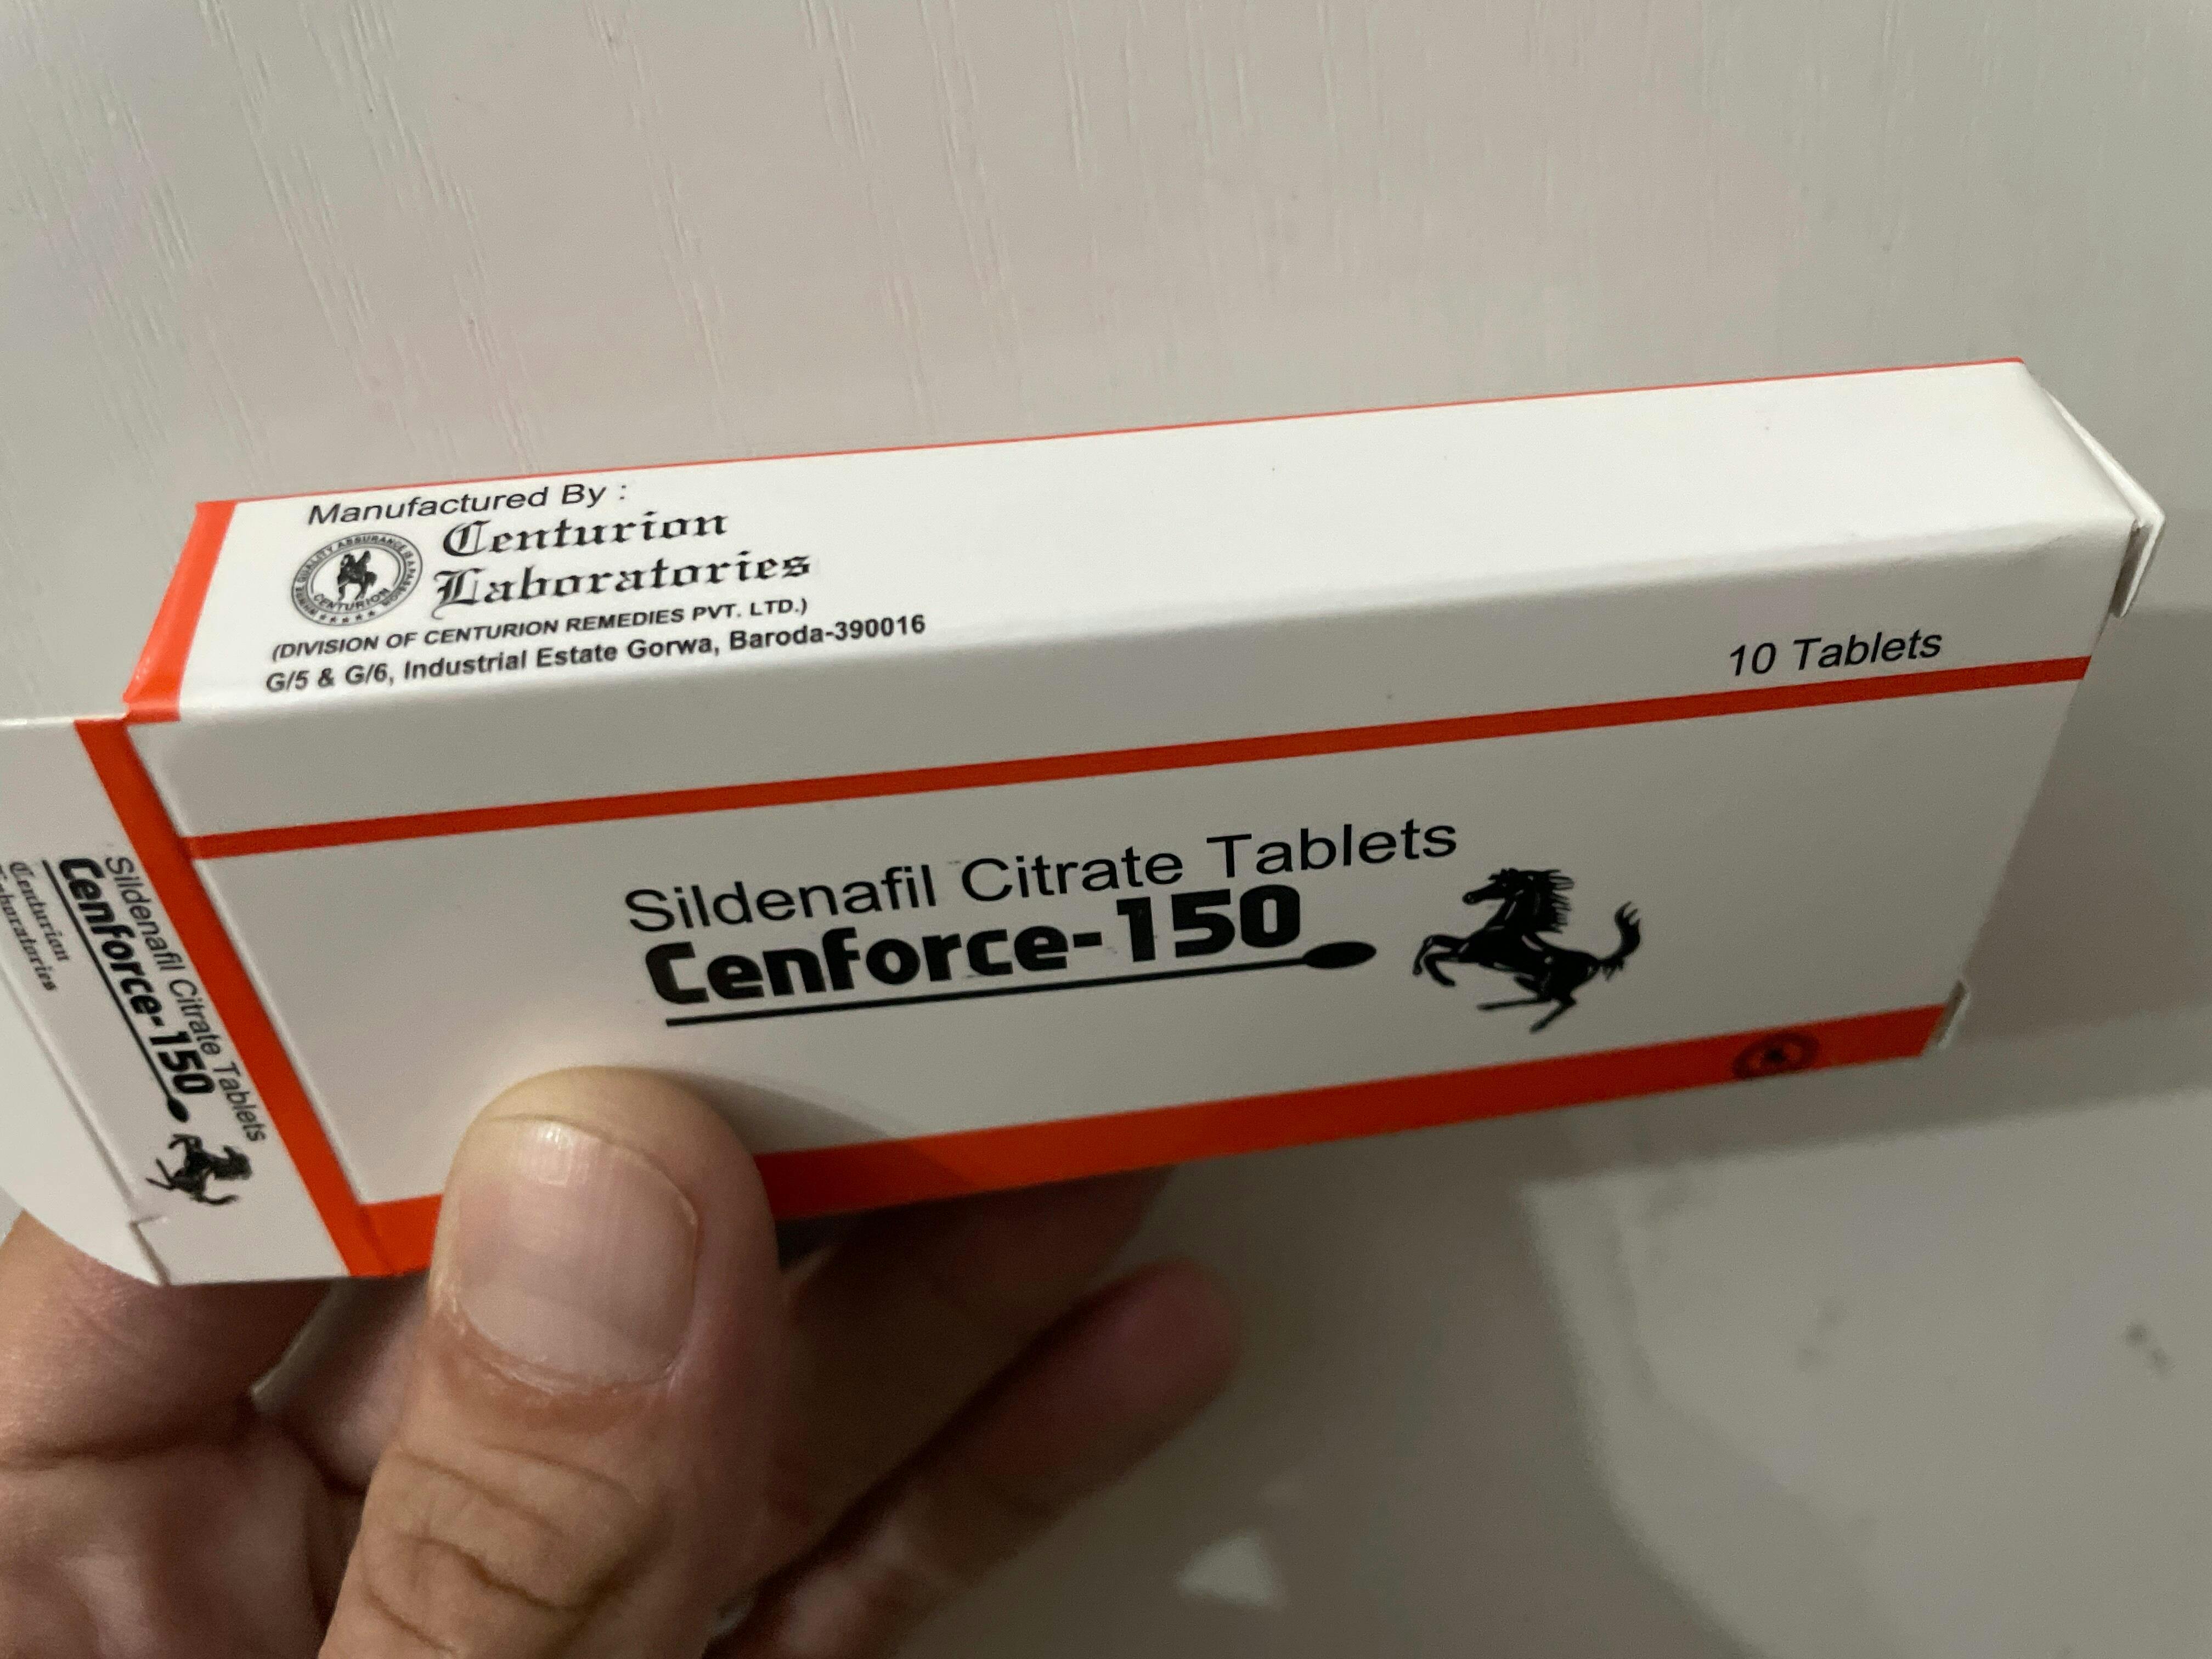 Manufactured By :
Centurion
Laboratories
(DIVISION OF CENTURION REMEDIES PVT. LTD.)
G/5 & G/6, Industrial Estate Gorwa, Baroda-390016
CENTURION
10 Tablets
Sildenafil Citrate Tablets
Cenforce-150
Sildenafil Citrate Tablets
Cenforce-150
Centurion
Laboratories